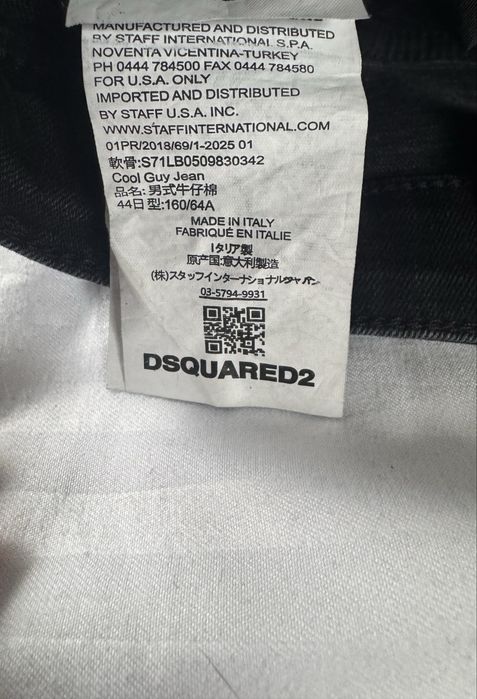 MANUFACTURED AND DISTRIBUTED
BY STAFF INTERNATIONAL S.P.A.
NOVENTA VICENTINA-TURKEY
PH 0444 784500 FAX 0444 784580
FOR U.S.A. ONLY
IMPORTED AND DISTRIBUTED
BY STAFF U.S.A. INC.
WWW.STAFFINTERNATIONAL.COM
01PR/2018/69/1-2025 01
軟骨:S71LB0509830342
Cool Guy Jean
品名: 男式牛仔棉
44日型:160/64A
MADE IN ITALY
FABRIQUÉ EN ITALIE
イタリア製
原产国:意大利製造
(株)スタッフインターナショナルジャパン
03-5794-9931
DSQUARED2